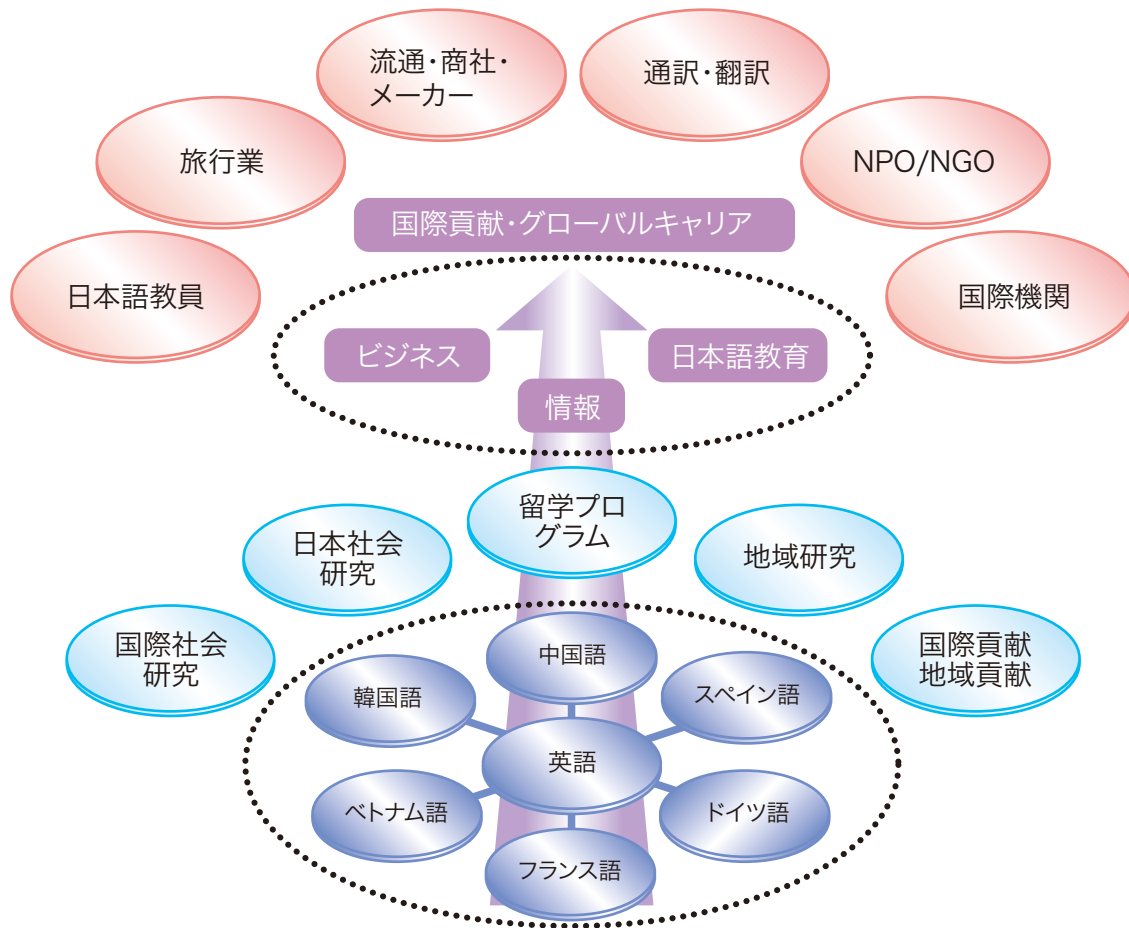 流通・商社・
メーカー
通訳・翻訳
旅行業
NPO/NGO
国際貢献・グローバルキャリア
日本語教員
国際機関
ビジネス
日本語教育
情報
留学プロ
グラム
日本社会
研究
地域研究
国際社会
研究
国際貢献
地域貢献
中国語
韓国語
スペイン語
英語
ベトナム語
ドイツ語
フランス語